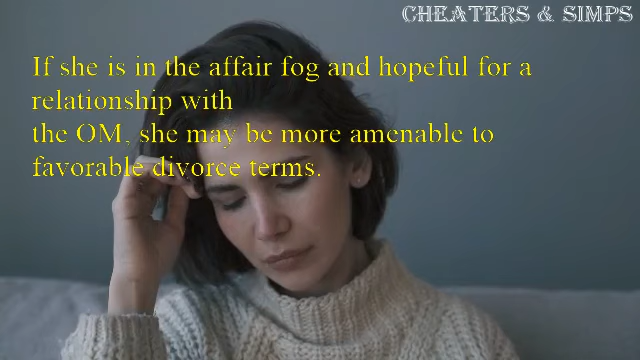 CHEATERS & SIMPS
If she is in the affair fog and hopeful for a
relationship with
the OM, she may be more amenable to
favorable divorce terms.